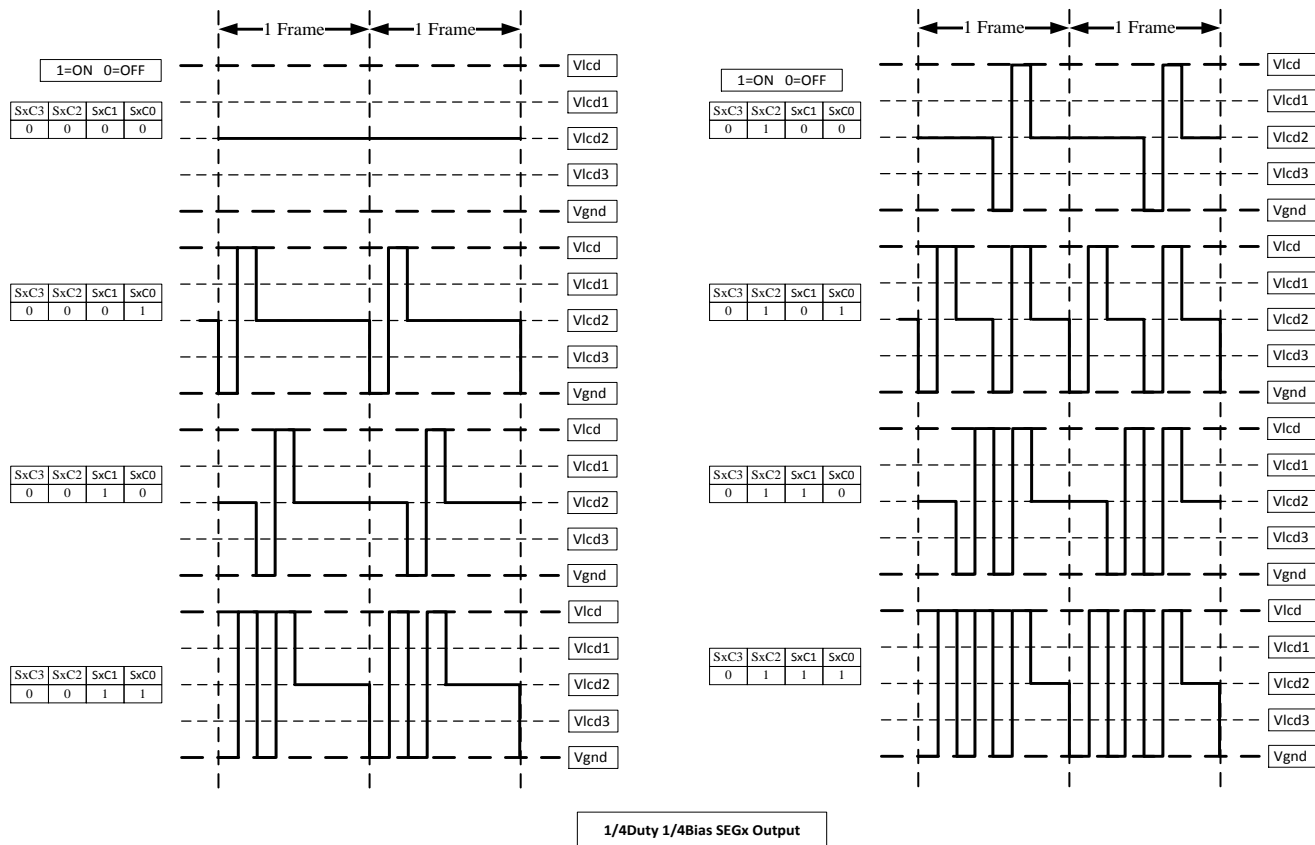 1 Frame 1 Frame
1=ON 0=OFF
Vlcd
Vlcd1
SxC3 SxC2 SxC1 SxC0
0 0 0 0
Vlcd2
Vlcd3
Vgnd
Vlcd
Vlcd1
SxC3 SxC2 SxC1 SxC0
0 0 0 1
Vlcd2
Vlcd3
Vgnd
Vlcd
Vlcd1
SxC3 SxC2 SxC1 SxC0
0 0 1 0
Vlcd2
Vlcd3
Vgnd
Vlcd
Vlcd1
SxC3 SxC2 SxC1 SxC0
0 0 1 1
Vlcd2
Vlcd3
Vgnd
1 Frame 1 Frame
1=ON 0=OFF
Vlcd
Vlcd1
SxC3 SxC2 SxC1 SxC0
0 1 0 0
Vlcd2
Vlcd3
Vgnd
Vlcd
Vlcd1
SxC3 SxC2 SxC1 SxC0
0 1 0 1
Vlcd2
Vlcd3
Vgnd
Vlcd
Vlcd1
SxC3 SxC2 SxC1 SxC0
0 1 1 0
Vlcd2
Vlcd3
Vgnd
Vlcd
Vlcd1
SxC3 SxC2 SxC1 SxC0
0 1 1 1
Vlcd2
Vlcd3
Vgnd
1/4Duty 1/4Bias SEGx Output